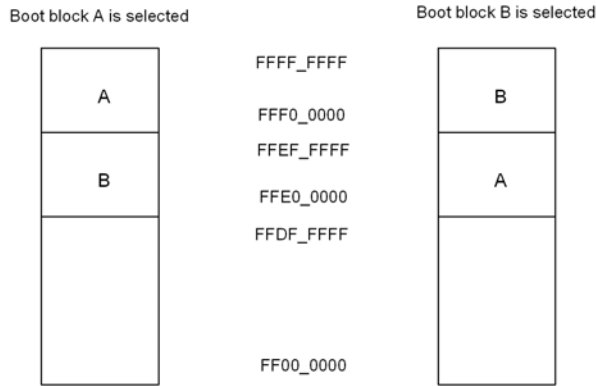 Boot block A is selected
Boot block B is selected
FFFF_FFFF
A
B
FFF0_0000
FFEF_FFFF
B
A
FFE0_0000
FFDF_FFFF
FF00_0000